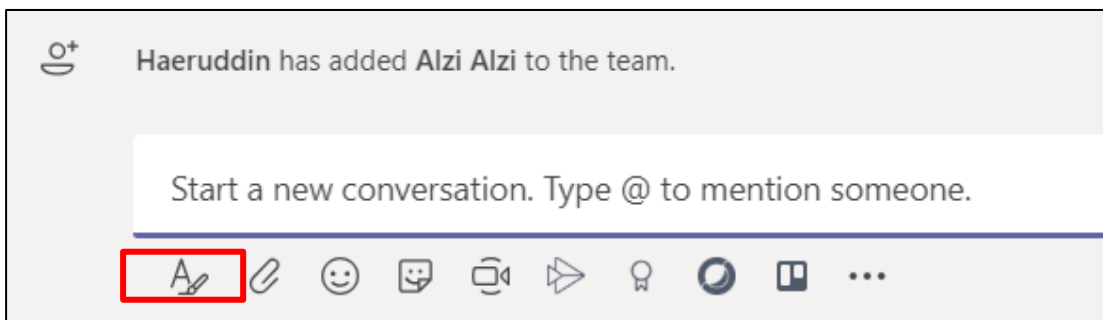 Haeruddin has added Alzi Alzi to the team.
Start a new conversation. Type @ to mention someone.